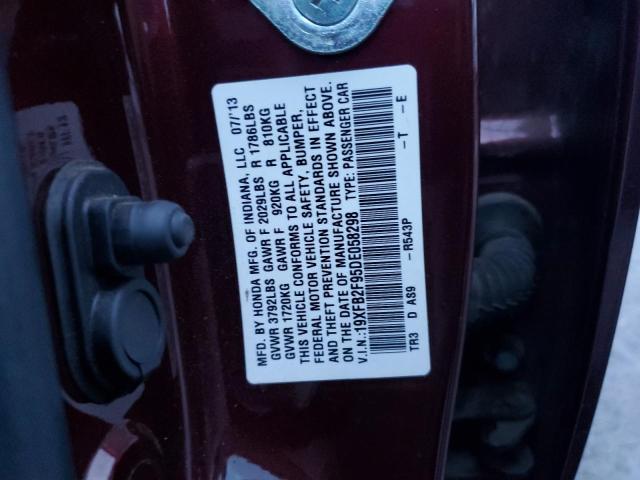 MFD. BY HONDA MFG. OF INDIANA, LLC 07/13
GVWR 3792LBS GAWR F 2029LBS R 1786LBS
GVWR 1720KG GAWR F 920KG R 810KG
THIS VEHICLE CONFORMS TO ALL APPLICABLE
FEDERAL MOTOR VEHICLE SAFETY, BUMPER,
AND THEFT PREVENTION STANDARDS IN EFFECT
ON THE DATE OF MANUFACTURE SHOWN ABOVE.
V.I.N.:19XFB2F95DE058298 TYPE: PASSENGER CAR
TR3 D AS9 -R543P -T -E